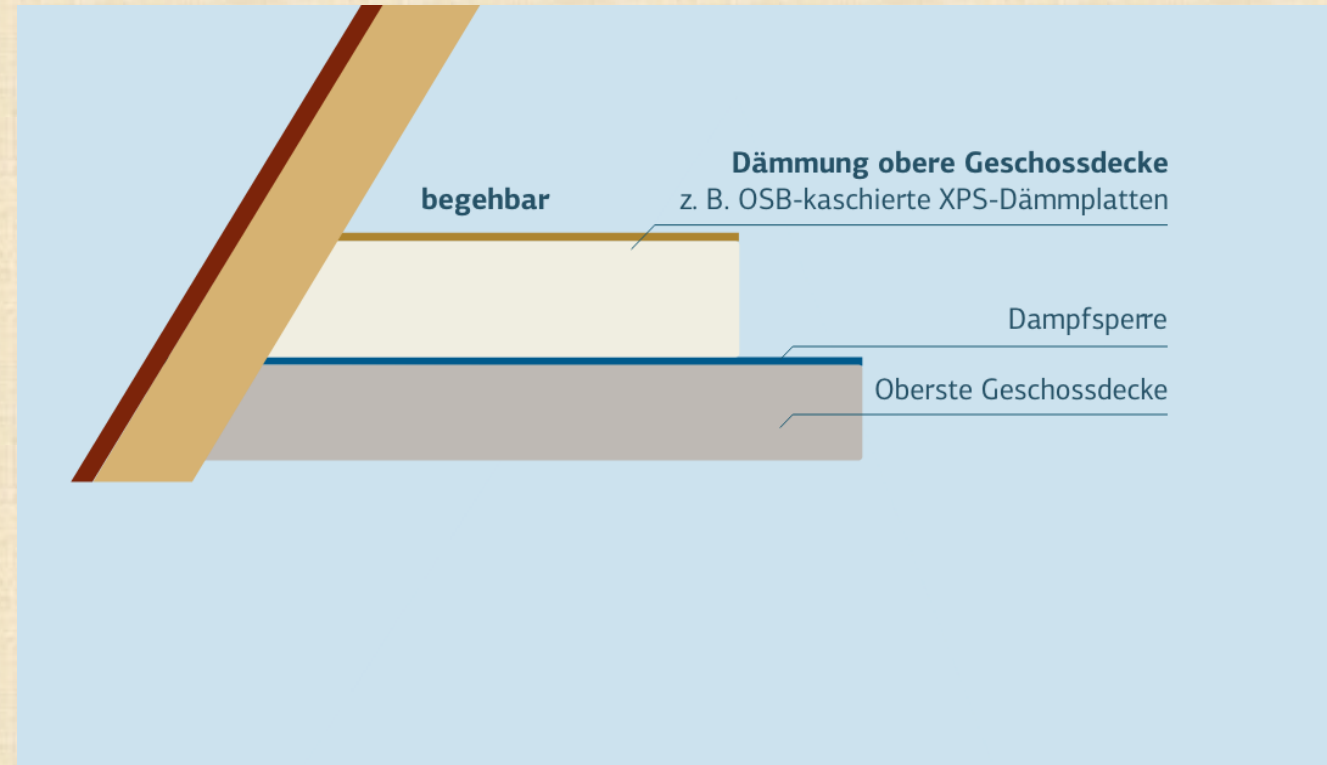 begehbar
Dämmung obere Geschossdecke
z. B. OSB-kaschierte XPS-Dämmplatten
Dampfsperre
Oberste Geschossdecke